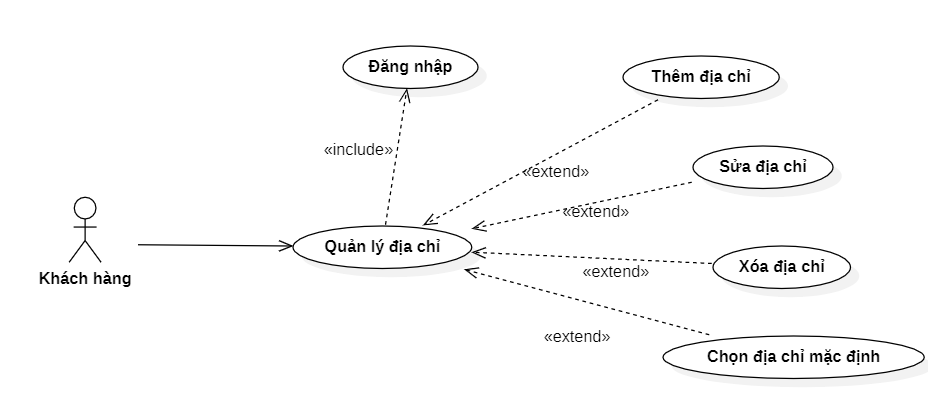 Đăng nhập
Thêm địa chỉ
«include»
«extend»
Sửa địa chỉ
«extend»
Quản lý địa chỉ
Khách hàng
Xóa địa chỉ
«extend»
«extend»
Chọn địa chỉ mặc định